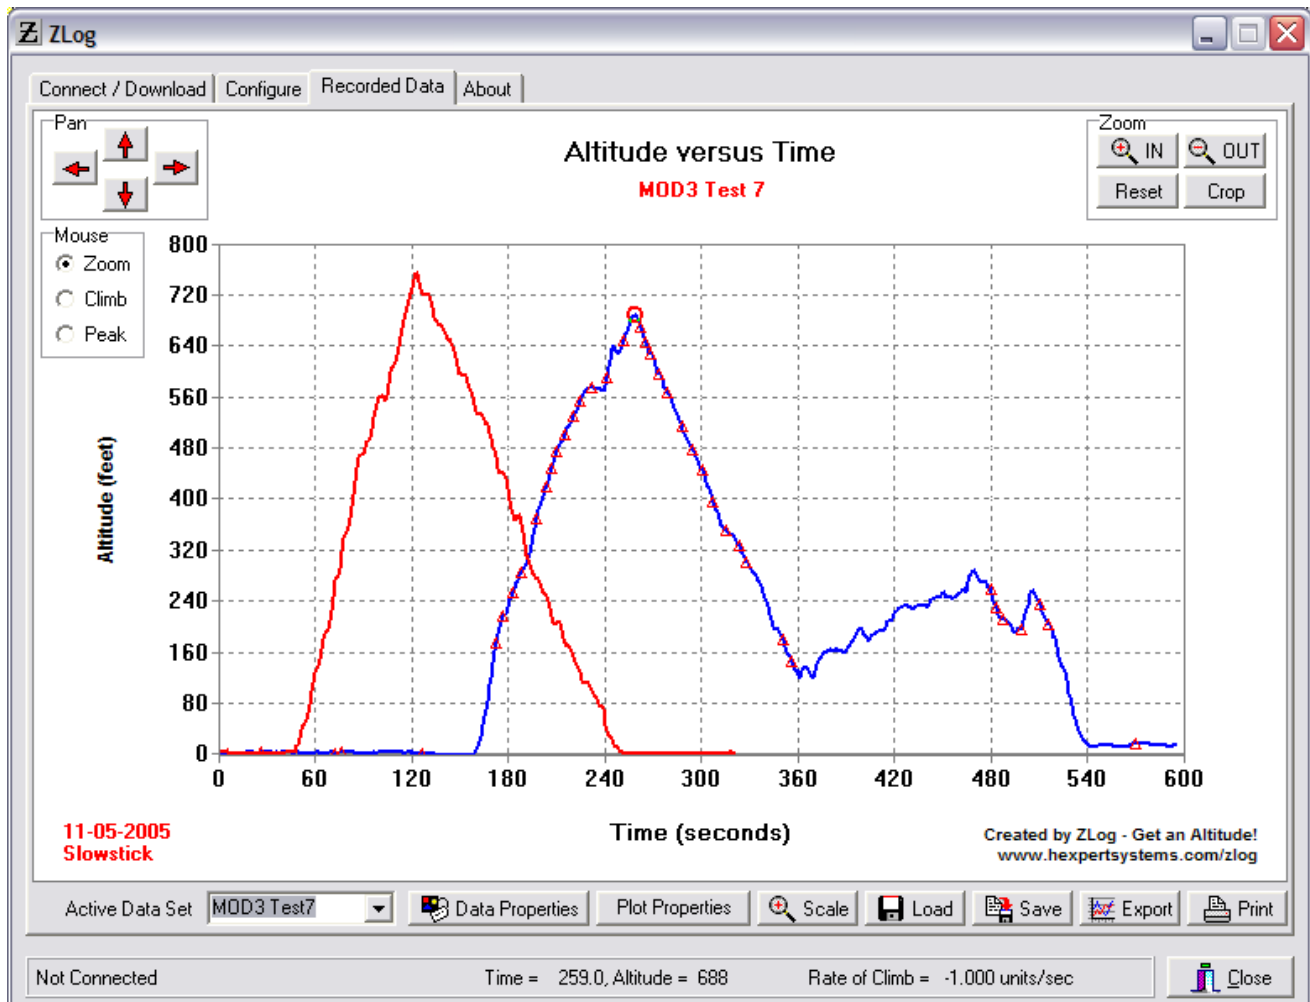 ZLog
Connect / Download Configure Recorded Data About
Pan
Altitude versus Time
MOD3 Test 7
Zoom
IN OUT
Reset Crop
Mouse
Zoom
Climb
Peak
800
720
640
560
480
400
320
240
160
80
0
Altitude (feet)
0 60 120 180 240 300 360 420 480 540 600
Time (seconds)
11-05-2005
Slowstick
Created by ZLog - Get an Altitude!
www.hexpertsystems.com/zlog
Active Data Set MOD3 Test7 Data Properties Plot Properties Scale Load Save Export Print
Not Connected Time = 259.0, Altitude = 688 Rate of Climb = -1.000 units/sec Close